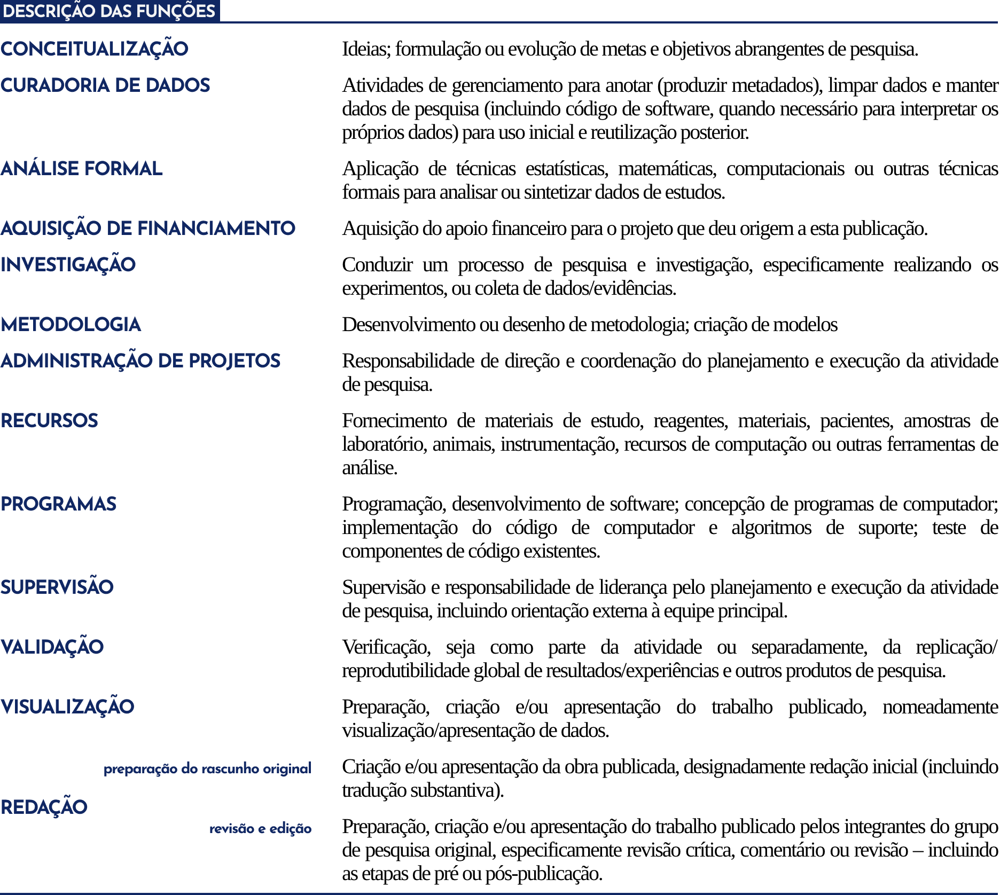 DESCRIÇÃO DAS FUNÇÕES
CONCEITUALIZAÇÃO
Ideias; formulação ou evolução de metas e objetivos abrangentes de pesquisa.
CURADORIA DE DADOS
Atividades de gerenciamento para anotar (produzir metadados), limpar dados e manter
dados de pesquisa (incluindo código de software, quando necessário para interpretar os
próprios dados) para uso inicial e reutilização posterior.
ANÁLISE FORMAL
Aplicação de técnicas estatísticas, matemáticas, computacionais ou outras técnicas
formais para analisar ou sintetizar dados de estudos.
AQUISIÇÃO DE FINANCIAMENTO
Aquisição do apoio financeiro para o projeto que deu origem a esta publicação.
INVESTIGAÇÃO
Conduzir um processo de pesquisa e investigação, especificamente realizando os
experimentos, ou coleta de dados/evidências.
METODOLOGIA
Desenvolvimento ou desenho de metodologia; criação de modelos
ADMINISTRAÇÃO DE PROJETOS
Responsabilidade de direção e coordenação do planejamento e execução da atividade
de pesquisa.
RECURSOS
Fornecimento de materiais de estudo, reagentes, materiais, pacientes, amostras de
laboratório, animais, instrumentação, recursos de computação ou outras ferramentas de
análise.
PROGRAMAS
Programação, desenvolvimento de software; concepção de programas de computador;
implementação do código de computador e algoritmos de suporte; teste de
componentes de código existentes.
SUPERVISÃO
Supervisão e responsabilidade de liderança pelo planejamento e execução da atividade
de pesquisa, incluindo orientação externa à equipe principal.
VALIDAÇÃO
Verificação, seja como parte da atividade ou separadamente, da replicação/
reprodutibilidade global de resultados/experiências e outros produtos de pesquisa.
VISUALIZAÇÃO
Preparação, criação e/ou apresentação do trabalho publicado, nomeadamente
visualização/apresentação de dados.
REDAÇÃO
preparação do rascunho original
Criação e/ou apresentação da obra publicada, designadamente redação inicial (incluindo
tradução substantiva).
revisão e edição
Preparação, criação e/ou apresentação do trabalho publicado pelos integrantes do grupo
de pesquisa original, especificamente revisão crítica, comentário ou revisão – incluindo
as etapas de pré ou pós-publicação.